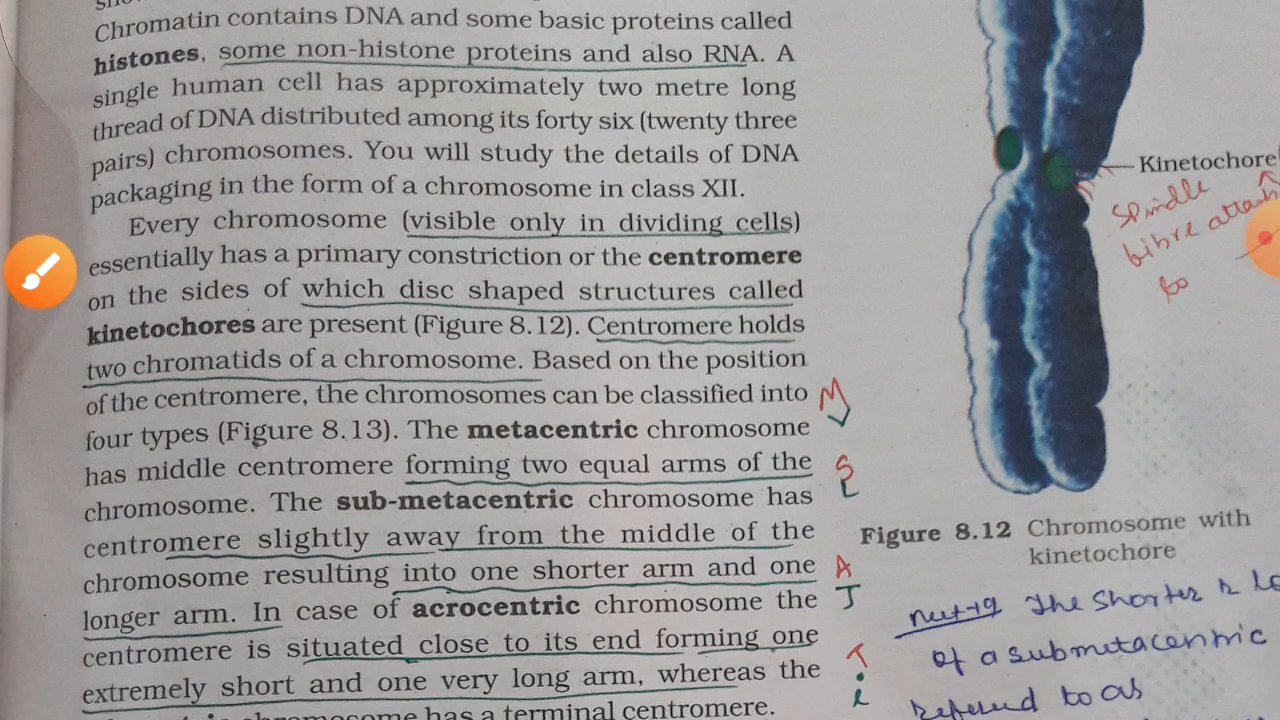 Chromatin contains DNA and some basic proteins called
histones, some non-histone proteins and also RNA. A
single human cell has approximately two metre long
thread of DNA distributed among its forty six (twenty three
pairs) chromosomes. You will study the details of DNA
packaging in the form of a chromosome in class XII.
Every chromosome (visible only in dividing cells)
essentially has a primary constriction or the centromere
on the sides of which disc shaped structures called
kinetochores are present (Figure 8.12). Centromere holds
two chromatids of a chromosome. Based on the position
of the centromere, the chromosomes can be classified into
four types (Figure 8.13). The metacentric chromosome
has middle centromere forming two equal arms of the
chromosome. The sub-metacentric chromosome has
centromere slightly away from the middle of the
chromosome resulting into one shorter arm and one
longer arm. In case of acrocentric chromosome the
centromere is situated close to its end forming one
extremely short and one very long arm, whereas the
chromosome has a terminal centromere.
M
V
S
L
A
J
T
i
Kinetochore
Spindle
fibre attach
to
Figure 8.12 Chromosome with
kinetochore
The shorter &
of a submetacentric
refered to as